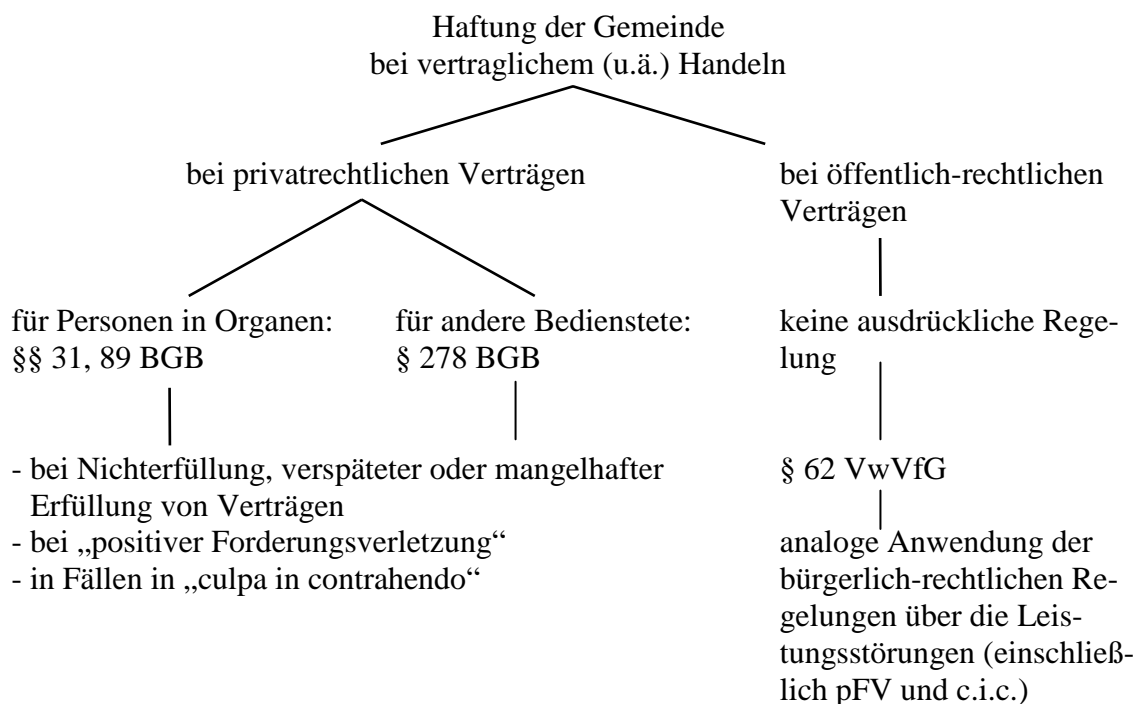 Haftung der Gemeinde
bei vertraglichem (u.ä.) Handeln
bei privatrechtlichen Verträgen
bei öffentlich-rechtlichen
Verträgen
für Personen in Organen:
§§ 31, 89 BGB
für andere Bedienstete:
§ 278 BGB
keine ausdrückliche Rege-
lung
- bei Nichterfüllung, verspäteter oder mangelhafter
Erfüllung von Verträgen
- bei „positiver Forderungsverletzung“
- in Fällen in „culpa in contrahendo“
§ 62 VwVfG
analoge Anwendung der
bürgerlich-rechtlichen Re-
gelungen über die Leis-
tungsstörungen (einschließ-
lich pFV und c.i.c.)